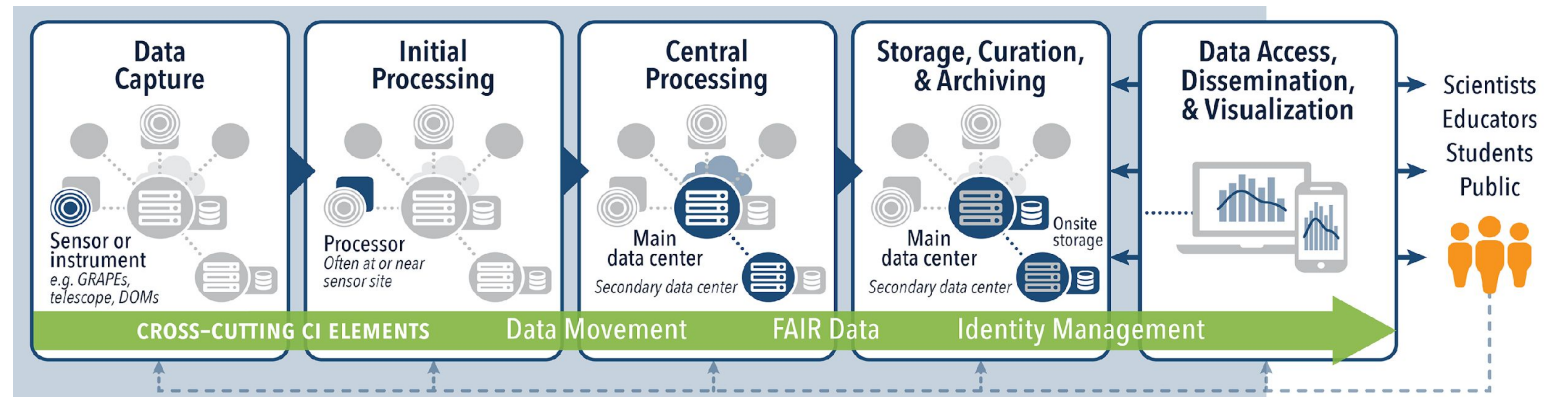 Data
Capture
Sensor or
instrument
e.g. GRAPEs,
telescope, DOMs
Initial
Processing
Processor
Often at or near
sensor site
Central
Processing
Main
data center
Secondary data center
Storage, Curation,
& Archiving
Onsite
storage
Main
data center
Secondary data center
Data Access,
Dissemination,
& Visualization
Scientists
Educators
Students
Public
CROSS–CUTTING CI ELEMENTS
Data Movement
FAIR Data
Identity Management